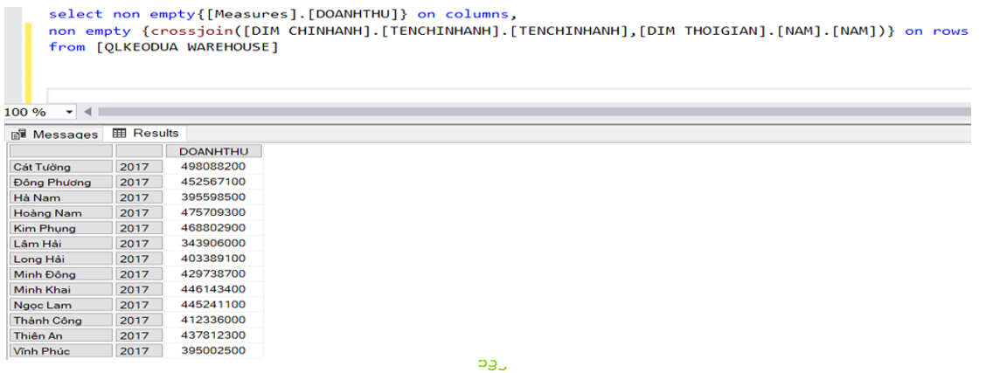 select non empty{[Measures].[DOANHTHU]} on columns,
non empty {crossjoin([DIM CHINHANH].[TENCHINHANH].[TENCHINHANH],[DIM THOIGIAN].[NAM].[NAM])} on rows
from [QLKEODUA WAREHOUSE]
100 %
Messages Results
DOANHTHU
Cát Tường 2017 498088200
Đông Phương 2017 452567100
Hà Nam 2017 395598500
Hoàng Nam 2017 475709300
Kim Phụng 2017 468802900
Lâm Hải 2017 343906000
Long Hải 2017 403389100
Minh Đông 2017 429738700
Minh Khai 2017 446143400
Ngọc Lam 2017 445241100
Thành Công 2017 412336000
Thiên An 2017 437812300
Vĩnh Phúc 2017 395002500